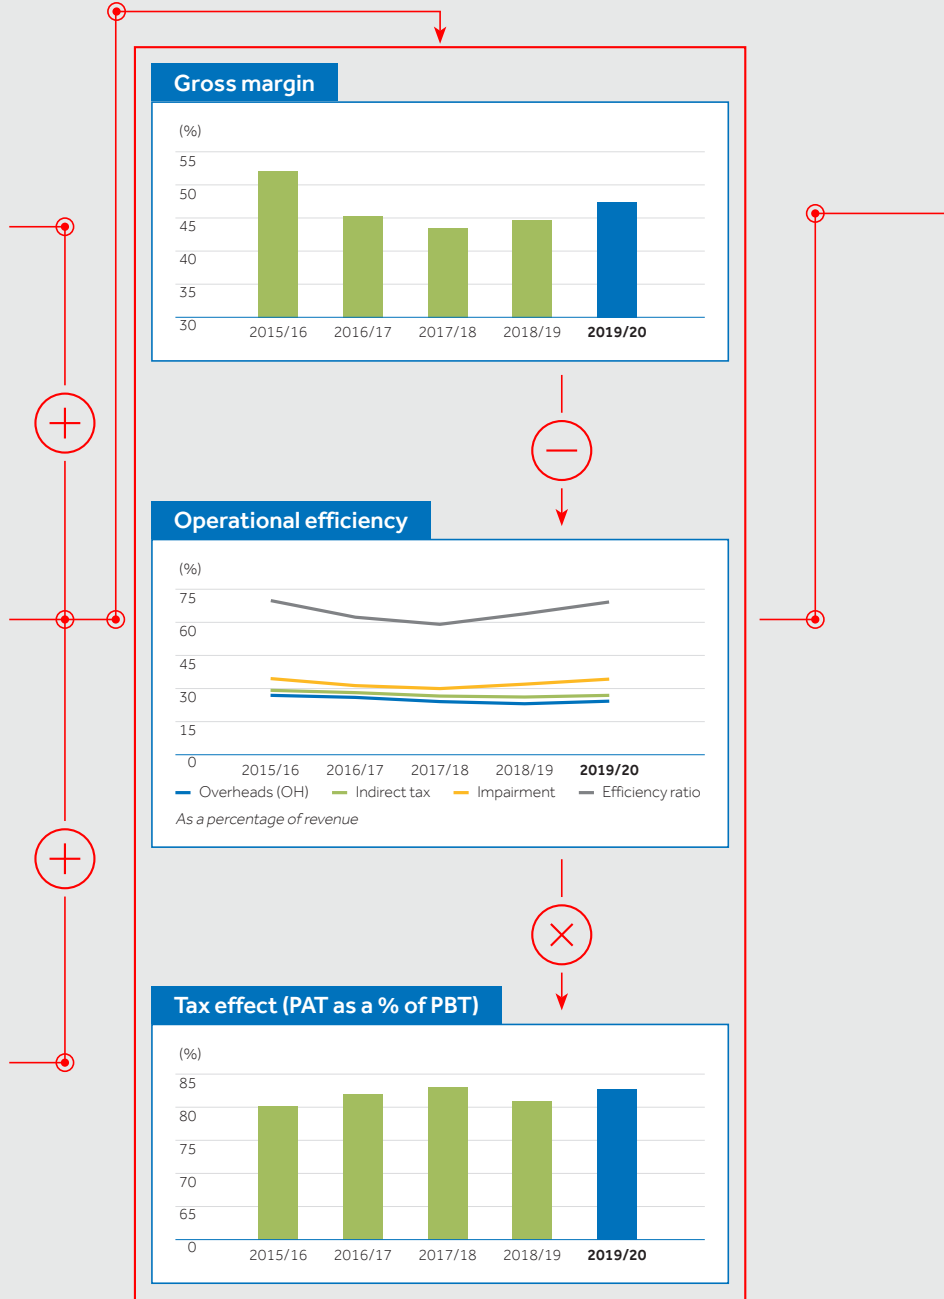 Gross margin
(%)
55
50
45
40
35
30
2015/16 2016/17 2017/18 2018/19 2019/20
Operational efficiency
(%)
75
60
45
30
15
0
2015/16 2016/17 2017/18 2018/19 2019/20
Overheads (OH) Indirect tax Impairment Efficiency ratio
As a percentage of revenue
Tax effect (PAT as a % of PBT)
(%)
85
80
75
70
65
0
2015/16 2016/17 2017/18 2018/19 2019/20